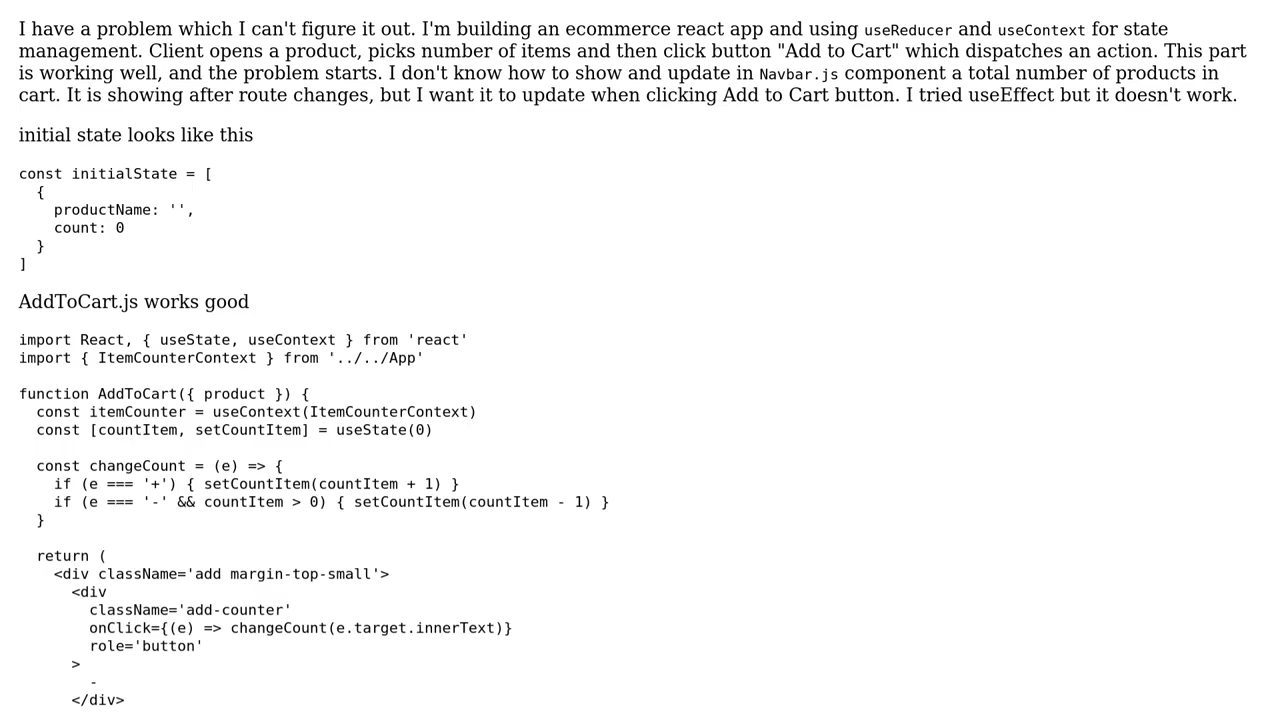 I have a problem which I can't figure it out. I'm building an ecommerce react app and using useReducer and useContext for state
management. Client opens a product, picks number of items and then click button "Add to Cart" which dispatches an action. This part
is working well, and the problem starts. I don't know how to show and update in Navbar.js component a total number of products in
cart. It is showing after route changes, but I want it to update when clicking Add to Cart button. I tried useEffect but it doesn't work.
initial state looks like this
const initialState = [
  {
    productName: '',
    count: 0
  }
]
AddToCart.js works good
import React, { useState, useContext } from 'react'
import { ItemCounterContext } from '../../App'
function AddToCart({ product }) {
  const itemCounter = useContext(ItemCounterContext)
  const [countItem, setCountItem] = useState(0)
  const changeCount = (e) => {
    if (e === '+') { setCountItem(countItem + 1) }
    if (e === '-' && countItem > 0) { setCountItem(countItem - 1) }
  }
  return (
    <div className='add margin-top-small'>
      <div
        className='add-counter'
        onClick={(e) => changeCount(e.target.innerText)}
        role='button'
      >
        -
      </div>